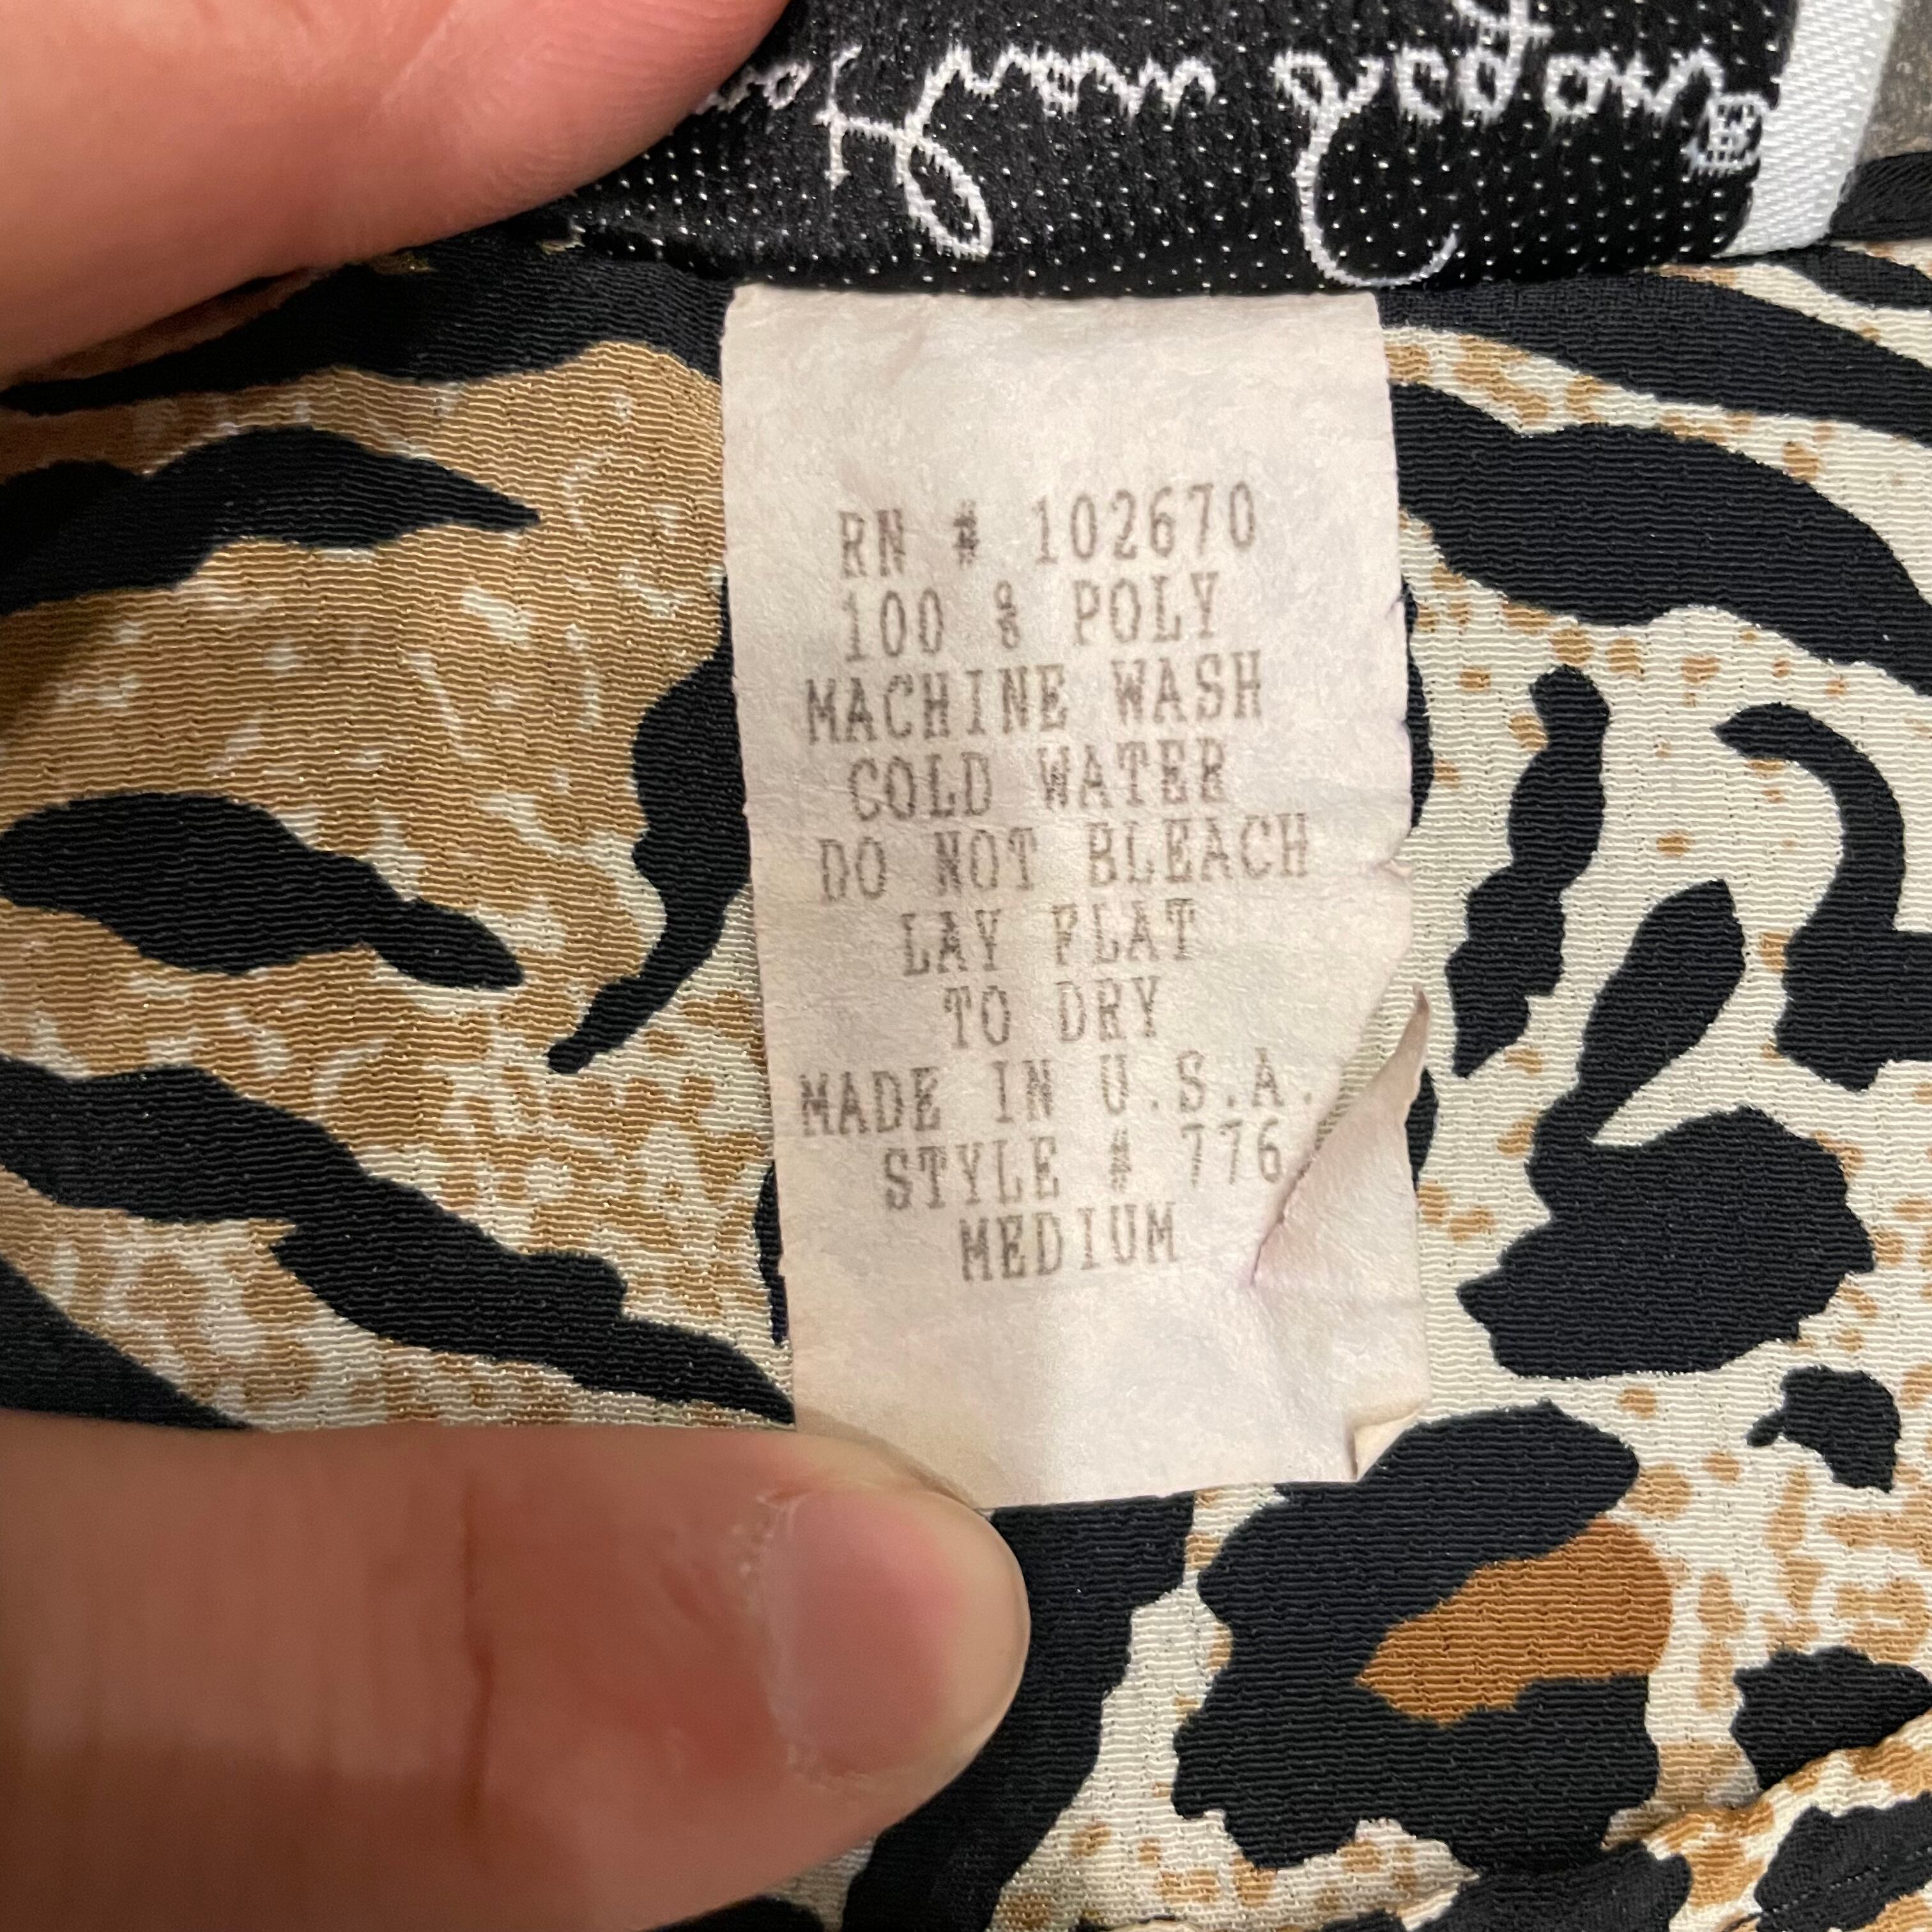 RN # 102670
100 % POLY
MACHINE WASH
COLD WATER
DO NOT BLEACH
LAY FLAT
TO DRY
MADE IN U.S.A.
STYLE # 776
MEDIUM